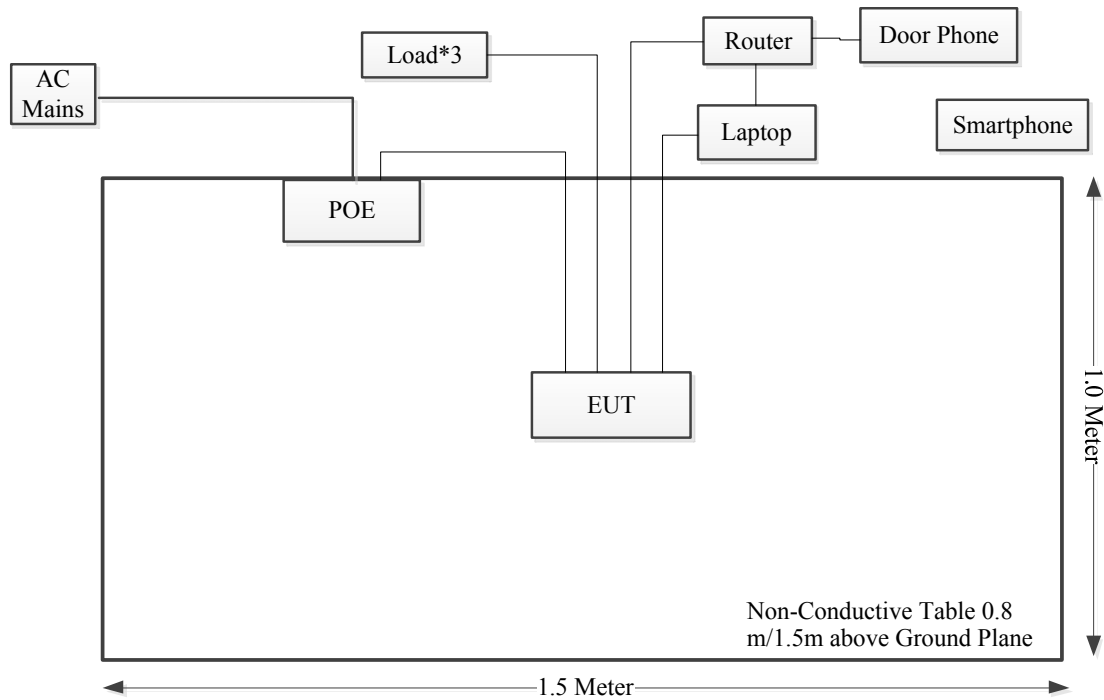 AC
Mains
Load*3
Router
Door Phone
Laptop
Smartphone
POE
EUT
1.0 Meter
Non-Conductive Table 0.8
m/1.5m above Ground Plane
1.5 Meter